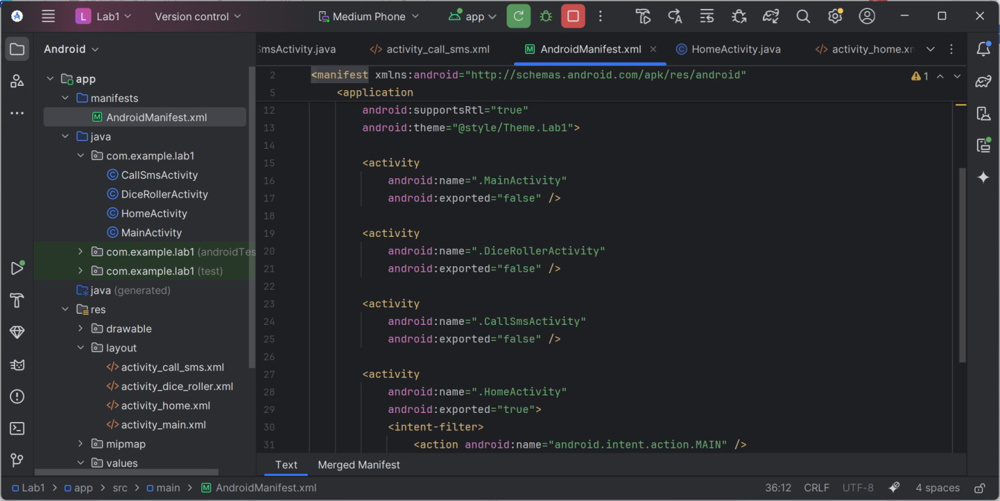 L Lab1 Version control Medium Phone app
Android
SmsActivity.java activity_call_sms.xml AndroidManifest.xml HomeActivity.java activity_home.xm
app
manifests
AndroidManifest.xml
java
com.example.lab1
CallSmsActivity
DiceRollerActivity
HomeActivity
MainActivity
com.example.lab1 (androidTes
com.example.lab1 (test)
java (generated)
res
drawable
layout
activity_call_sms.xml
activity_dice_roller.xml
activity_home.xml
activity_main.xml
mipmap
values
2 <manifest xmlns:android="http://schemas.android.com/apk/res/android" 1
5 <application
12 android:supportsRtl="true"
13 android:theme="@style/Theme.Lab1">
14
15 <activity
16 android:name=".MainActivity"
17 android:exported="false" />
18
19 <activity
20 android:name=".DiceRollerActivity"
21 android:exported="false" />
22
23 <activity
24 android:name=".CallSmsActivity"
25 android:exported="false" />
26
27 <activity
28 android:name=".HomeActivity"
29 android:exported="true">
30 <intent-filter>
31 <action android:name="android.intent.action.MAIN" />
Text Merged Manifest
Lab1 > app > src > main > AndroidManifest.xml 36:12 CRLF UTF-8 4 spaces